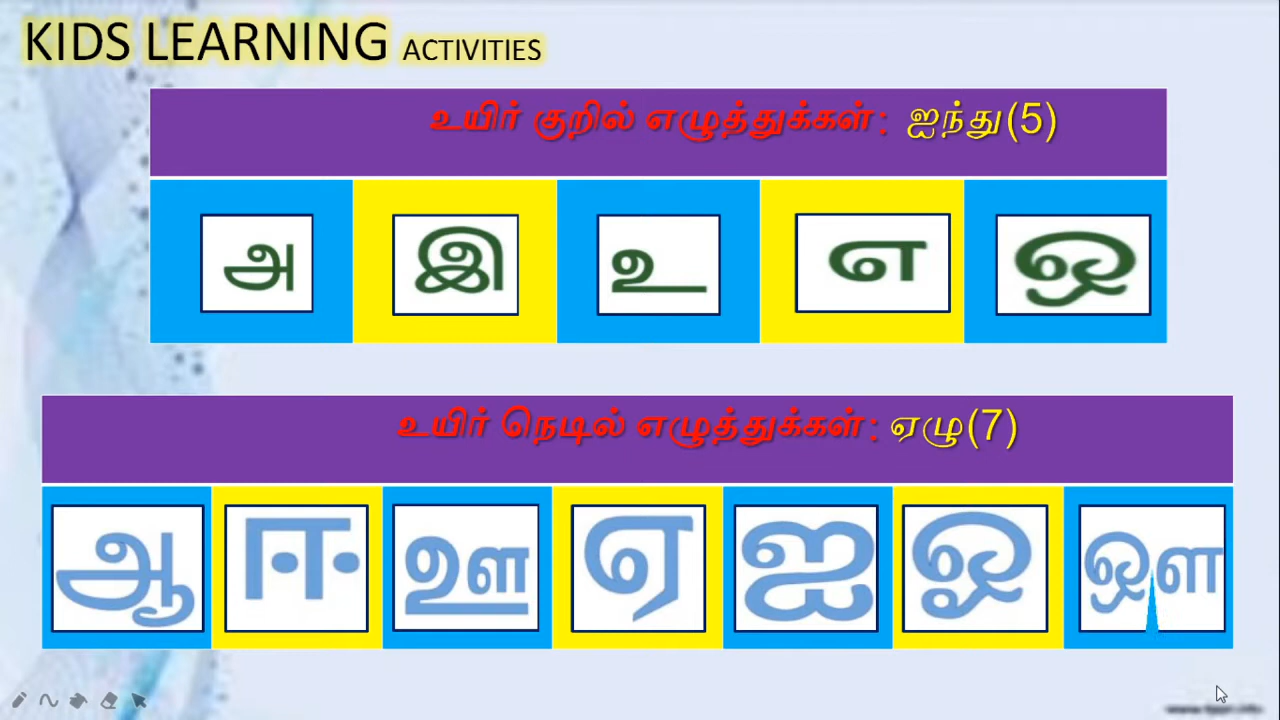 KIDS LEARNING ACTIVITIES
உயிர் குறில் எழுத்துக்கள்: ஐந்து(5)
அ இ உ எ ஒ
உயிர் நெடில் எழுத்துக்கள்: ஏழு(7)
ஆ ஈ ஊ ஏ ஐ ஓ ஔ